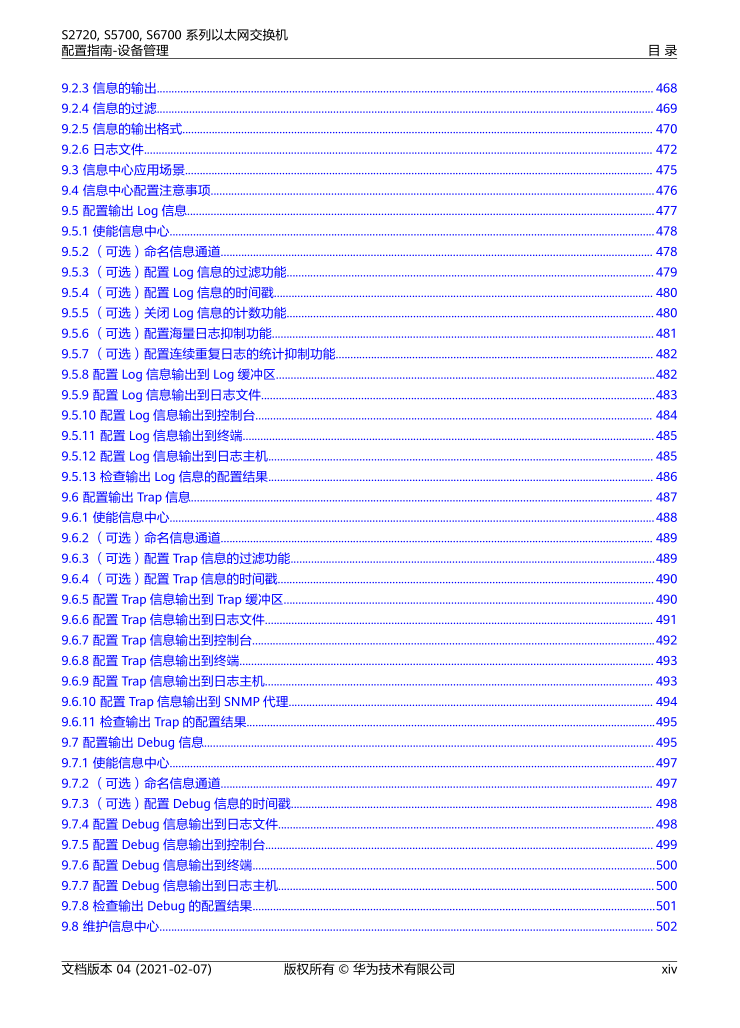 S2720, S5700, S6700 系列以太网交换机
配置指南-设备管理 目 录
9.2.3 信息的输出 468
9.2.4 信息的过滤 469
9.2.5 信息的输出格式 470
9.2.6 日志文件 472
9.3 信息中心应用场景 475
9.4 信息中心配置注意事项 476
9.5 配置输出 Log 信息 477
9.5.1 使能信息中心 478
9.5.2 （可选）命名信息通道 478
9.5.3 （可选）配置 Log 信息的过滤功能 479
9.5.4 （可选）配置 Log 信息的时间戳 480
9.5.5 （可选）关闭 Log 信息的计数功能 480
9.5.6 （可选）配置海量日志抑制功能 481
9.5.7 （可选）配置连续重复日志的统计抑制功能 482
9.5.8 配置 Log 信息输出到 Log 缓冲区 482
9.5.9 配置 Log 信息输出到日志文件 483
9.5.10 配置 Log 信息输出到控制台 484
9.5.11 配置 Log 信息输出到终端 485
9.5.12 配置 Log 信息输出到日志主机 485
9.5.13 检查输出 Log 信息的配置结果 486
9.6 配置输出 Trap 信息 487
9.6.1 使能信息中心 488
9.6.2 （可选）命名信息通道 489
9.6.3 （可选）配置 Trap 信息的过滤功能 489
9.6.4 （可选）配置 Trap 信息的时间戳 490
9.6.5 配置 Trap 信息输出到 Trap 缓冲区 490
9.6.6 配置 Trap 信息输出到日志文件 491
9.6.7 配置 Trap 信息输出到控制台 492
9.6.8 配置 Trap 信息输出到终端 493
9.6.9 配置 Trap 信息输出到日志主机 493
9.6.10 配置 Trap 信息输出到 SNMP 代理 494
9.6.11 检查输出 Trap 的配置结果 495
9.7 配置输出 Debug 信息 495
9.7.1 使能信息中心 497
9.7.2 （可选）命名信息通道 497
9.7.3 （可选）配置 Debug 信息的时间戳 498
9.7.4 配置 Debug 信息输出到日志文件 498
9.7.5 配置 Debug 信息输出到控制台 499
9.7.6 配置 Debug 信息输出到终端 500
9.7.7 配置 Debug 信息输出到日志主机 500
9.7.8 检查输出 Debug 的配置结果 501
9.8 维护信息中心 502
文档版本 04 (2021-02-07) 版权所有 © 华为技术有限公司 xiv